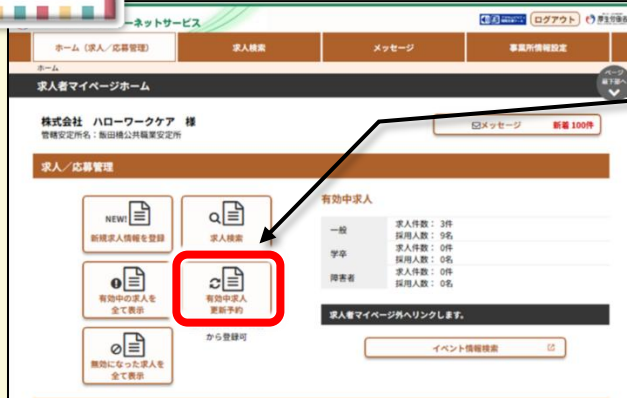 ーネットサービス
ログアウト
ホーム（求人／応募管理）
求人検索
メッセージ
事業所情報設定
ホーム
求人者マイページホーム
ページ
最下部へ
株式会社　ハローワークケア　様
管轄安定所名：飯田橋公共職業安定所
メッセージ　新着 100件
求人／応募管理
NEW!
新規求人情報を登録
求人検索
有効中の求人を
全て表示
有効中求人
更新予約
無効になった求人を
全て表示
から登録可
有効中求人
一般
求人件数： 3件
採用人数： 9名
学卒
求人件数： 0件
採用人数： 0名
障害者
求人件数： 0件
採用人数： 0名
求人者マイページ外へリンクします。
イベント情報検索